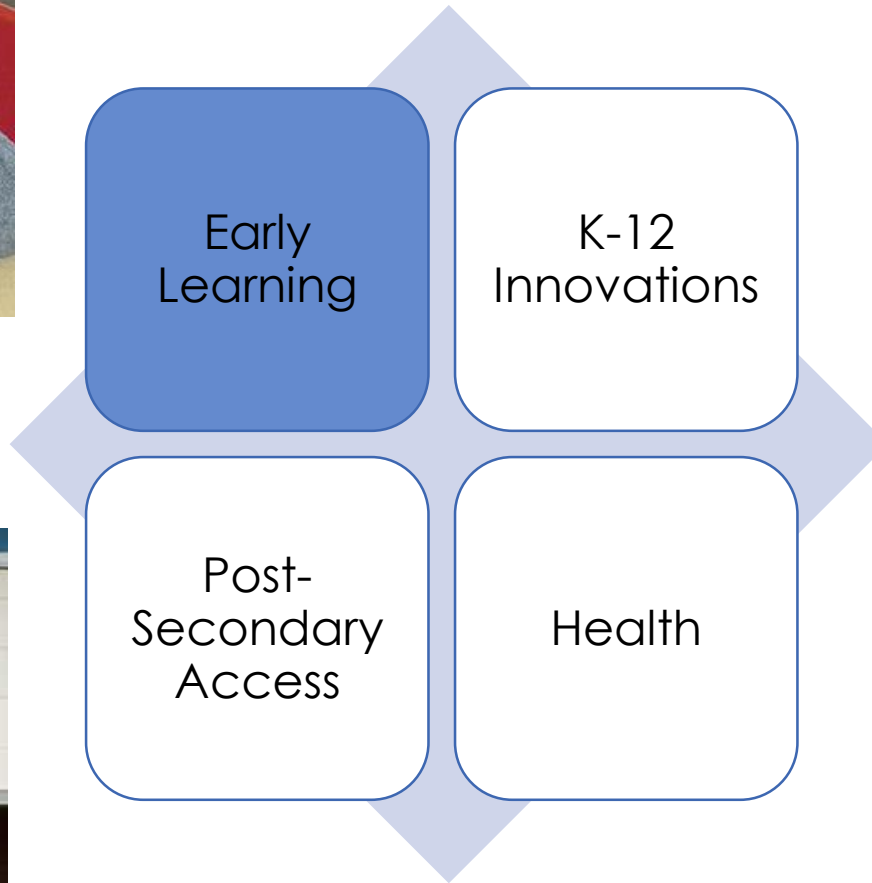 Early
Learning
K-12
Innovations
Post-
Secondary
Access
Health